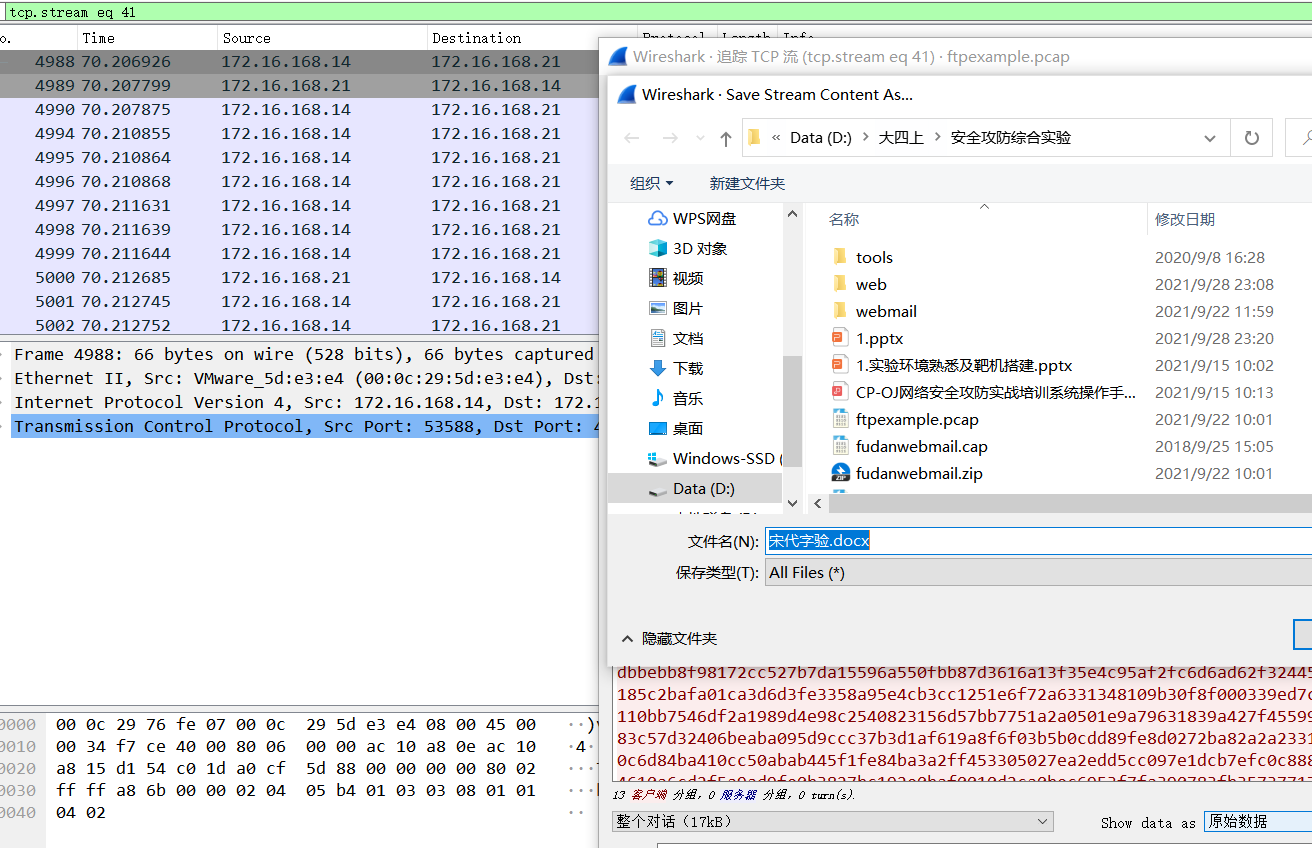 tcp.stream eq 41
o. Time Source Destination Protocol Length Info
4988 70.206926 172.16.168.14 172.16.168.21
4989 70.207799 172.16.168.21 172.16.168.14
4990 70.207875 172.16.168.14 172.16.168.21
4994 70.210855 172.16.168.14 172.16.168.21
4995 70.210864 172.16.168.14 172.16.168.21
4996 70.210868 172.16.168.14 172.16.168.21
4997 70.211631 172.16.168.14 172.16.168.21
4998 70.211639 172.16.168.14 172.16.168.21
4999 70.211644 172.16.168.14 172.16.168.21
5000 70.212685 172.16.168.21 172.16.168.14
5001 70.212745 172.16.168.14 172.16.168.21
5002 70.212752 172.16.168.14 172.16.168.21
Frame 4988: 66 bytes on wire (528 bits), 66 bytes captured
Ethernet II, Src: VMware_5d:e3:e4 (00:0c:29:5d:e3:e4), Dst:
Internet Protocol Version 4, Src: 172.16.168.14, Dst: 172.1
Transmission Control Protocol, Src Port: 53588, Dst Port: 4
0000 00 0c 29 76 fe 07 00 0c 29 5d e3 e4 08 00 45 00 ··)v
0010 00 34 f7 ce 40 00 80 06 00 00 ac 10 a8 0e ac 10 ·4··
0020 a8 15 d1 54 c0 1d a0 cf 5d 88 00 00 00 00 80 02
0030 ff ff a8 6b 00 00 02 04 05 b4 01 03 03 08 01 01
0040 04 02 ··
Wireshark · 追踪 TCP 流 (tcp.stream eq 41) · ftpexample.pcap
Wireshark · Save Stream Content As...
« Data (D:) › 大四上 › 安全攻防综合实验
组织 新建文件夹
WPS网盘
3D 对象
视频
图片
文档
下载
音乐
桌面
Windows-SSD (
Data (D:)
名称 修改日期
tools 2020/9/8 16:28
web 2021/9/28 23:08
webmail 2021/9/22 11:59
1.pptx 2021/9/28 23:20
1.实验环境熟悉及靶机搭建.pptx 2021/9/15 10:02
CP-OJ网络安全攻防实战培训系统操作手... 2021/9/15 10:13
ftpexample.pcap 2021/9/22 10:01
fudanwebmail.cap 2018/9/25 15:05
fudanwebmail.zip 2021/9/22 10:01
文件名(N): 宋代字验.docx
保存类型(T): All Files (*)
隐藏文件夹
dbbebb8f98172cc527b7da15596a550fbb87d3616a13f35e4c95af2fc6d6ad62f32445
185c2bafa01ca3d6d3fe3358a95e4cb3cc1251e6f72a6331348109b30f8f000339ed7c
110bb7546df2a1989d4e98c2540823156d57bb7751a2a0501e9a79631839a427f45599
83c57d32406beaba095d9ccc37b3d1af619a8f6f03b5b0cdd89fe8d0272ba82a2a2331
0c6d84ba410cc50abab445f1fe84ba3a2ff453305027ea2edd5cc097e1dcb7efc0c888
13 客户端 分组, 0 服务器 分组, 0 turn(s).
整个对话 (17kB)
Show data as 原始数据